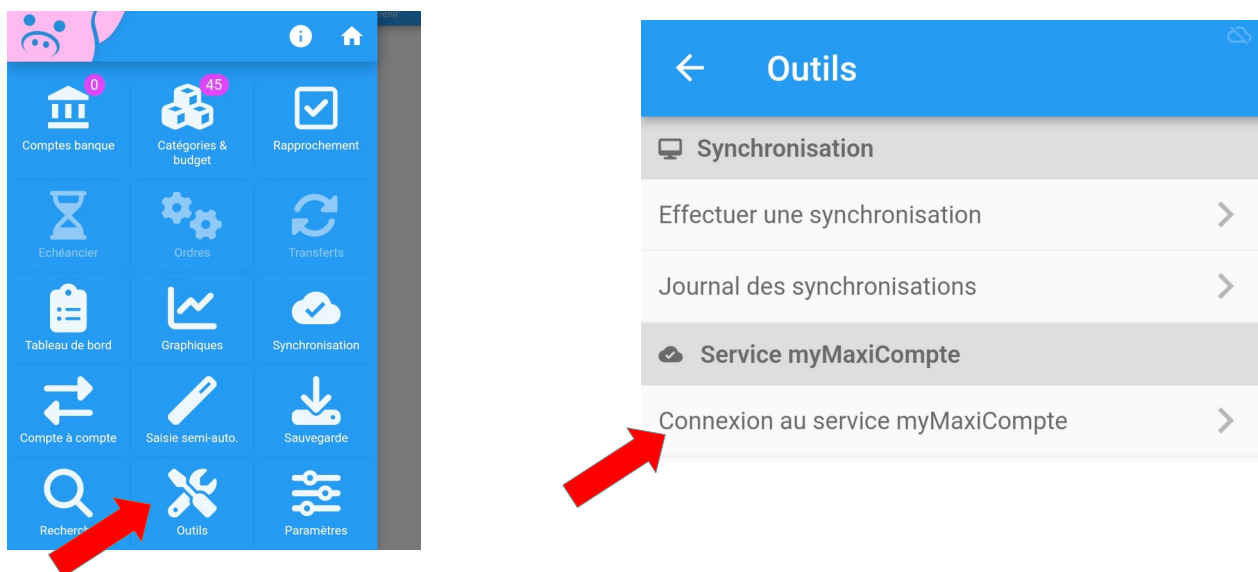 venir
0
45
Comptes banque
Catégories &
budget
Rapprochement
Echéancier
Ordres
Transferts
Tableau de bord
Graphiques
Synchronisation
Compte à compte
Saisie semi-auto.
Sauvegarde
Outils
Paramètres
Outils
Synchronisation
Effectuer une synchronisation
Journal des synchronisations
Service myMaxiCompte
Connexion au service myMaxiCompte